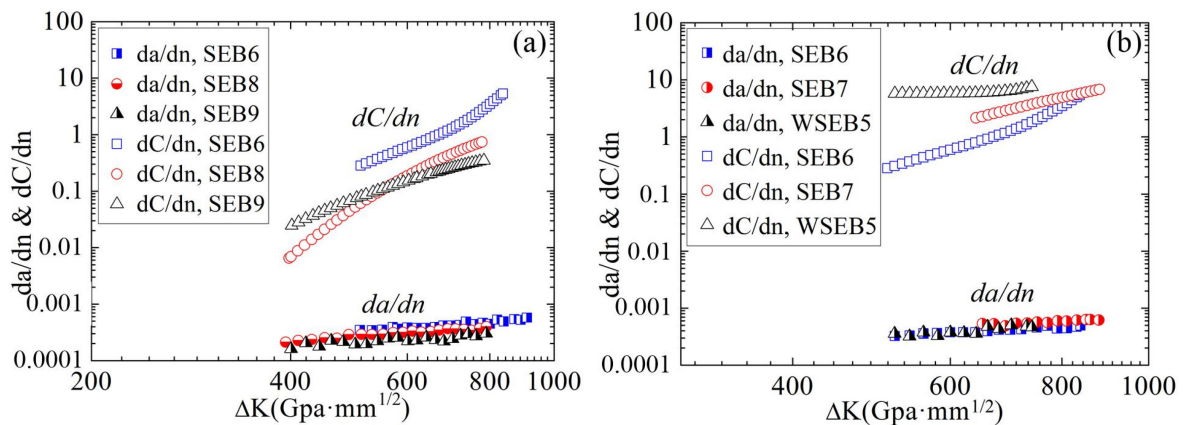 (a)
da/dn & dC/dn
100
10
1
0.1
0.01
0.001
0.0001
da/dn, SEB6
da/dn, SEB8
da/dn, SEB9
dC/dn, SEB6
dC/dn, SEB8
dC/dn, SEB9
dC/dn
da/dn
200 400 600 800 1000
ΔK(Gpa·mm^1/2)
(b)
da/dn & dC/dn
100
10
1
0.1
0.01
0.001
0.0001
da/dn, SEB6
da/dn, SEB7
da/dn, WSEB5
dC/dn, SEB6
dC/dn, SEB7
dC/dn, WSEB5
dC/dn
da/dn
400 600 800 1000
ΔK(Gpa·mm^1/2)